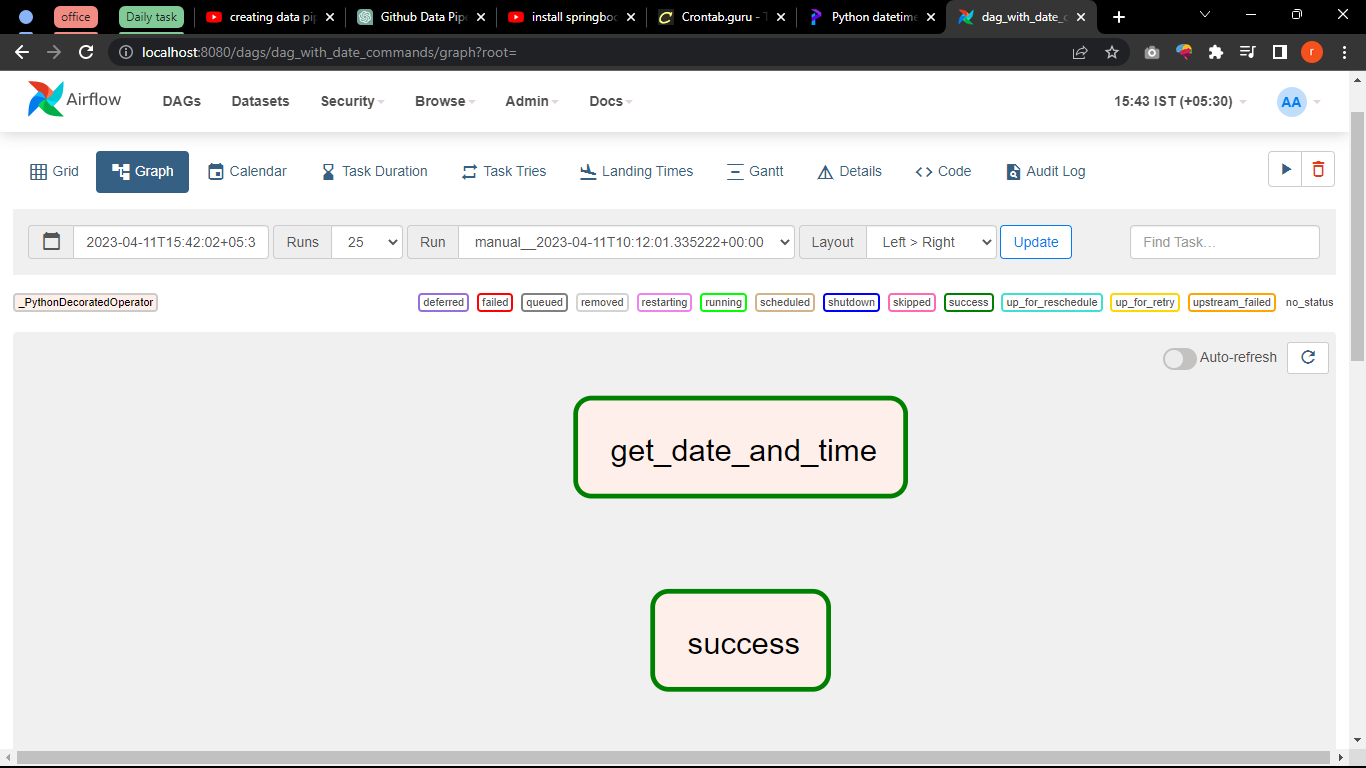 office
Daily task
creating data pip
Github Data Pipe
install springboo
Crontab.guru - T
Python datetime
dag_with_date_c
localhost:8080/dags/dag_with_date_commands/graph?root=
r
Airflow
DAGs
Datasets
Security
Browse
Admin
Docs
15:43 IST (+05:30)
AA
Grid
Graph
Calendar
Task Duration
Task Tries
Landing Times
Gantt
Details
Code
Audit Log
2023-04-11T15:42:02+05:3
Runs
25
Run
manual__2023-04-11T10:12:01.335222+00:00
Layout
Left > Right
Update
Find Task...
_PythonDecoratedOperator
deferred
failed
queued
removed
restarting
running
scheduled
shutdown
skipped
success
up_for_reschedule
up_for_retry
upstream_failed
no_status
Auto-refresh
get_date_and_time
success